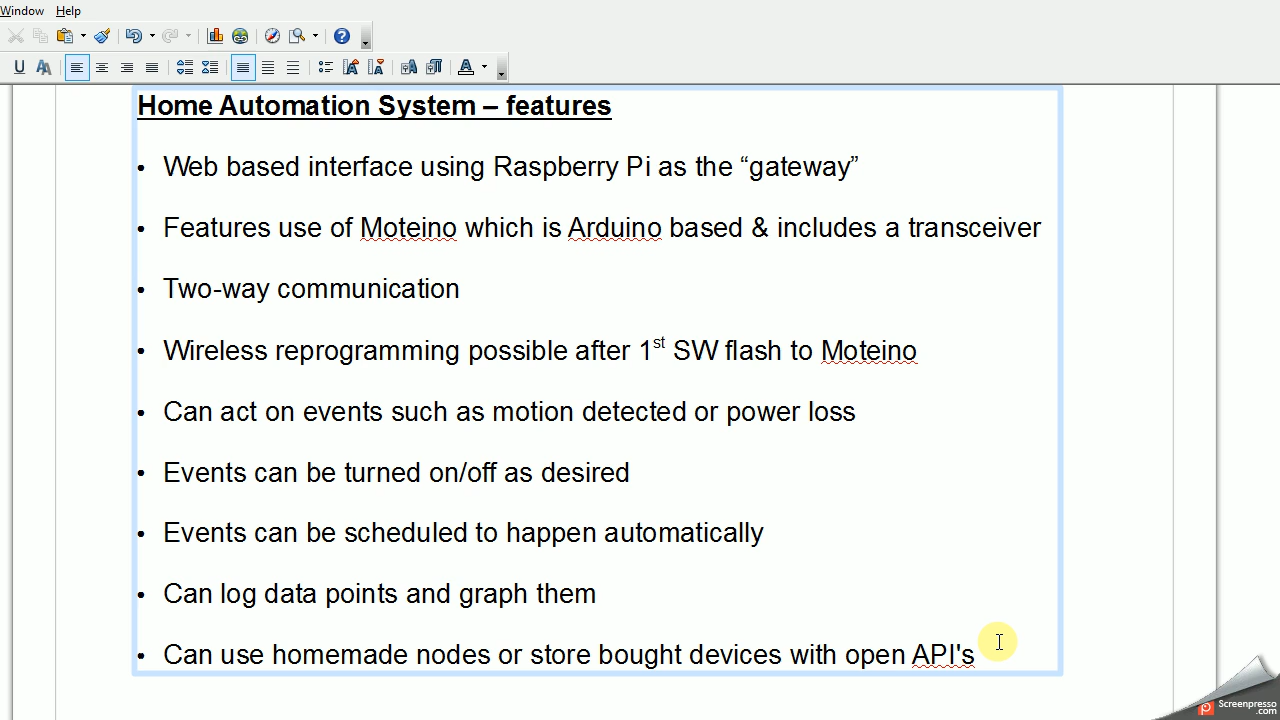 Window Help
Home Automation System – features
• Web based interface using Raspberry Pi as the “gateway”
• Features use of Moteino which is Arduino based & includes a transceiver
• Two-way communication
• Wireless reprogramming possible after 1st SW flash to Moteino
• Can act on events such as motion detected or power loss
• Events can be turned on/off as desired
• Events can be scheduled to happen automatically
• Can log data points and graph them
• Can use homemade nodes or store bought devices with open API's
Screenpresso
.com